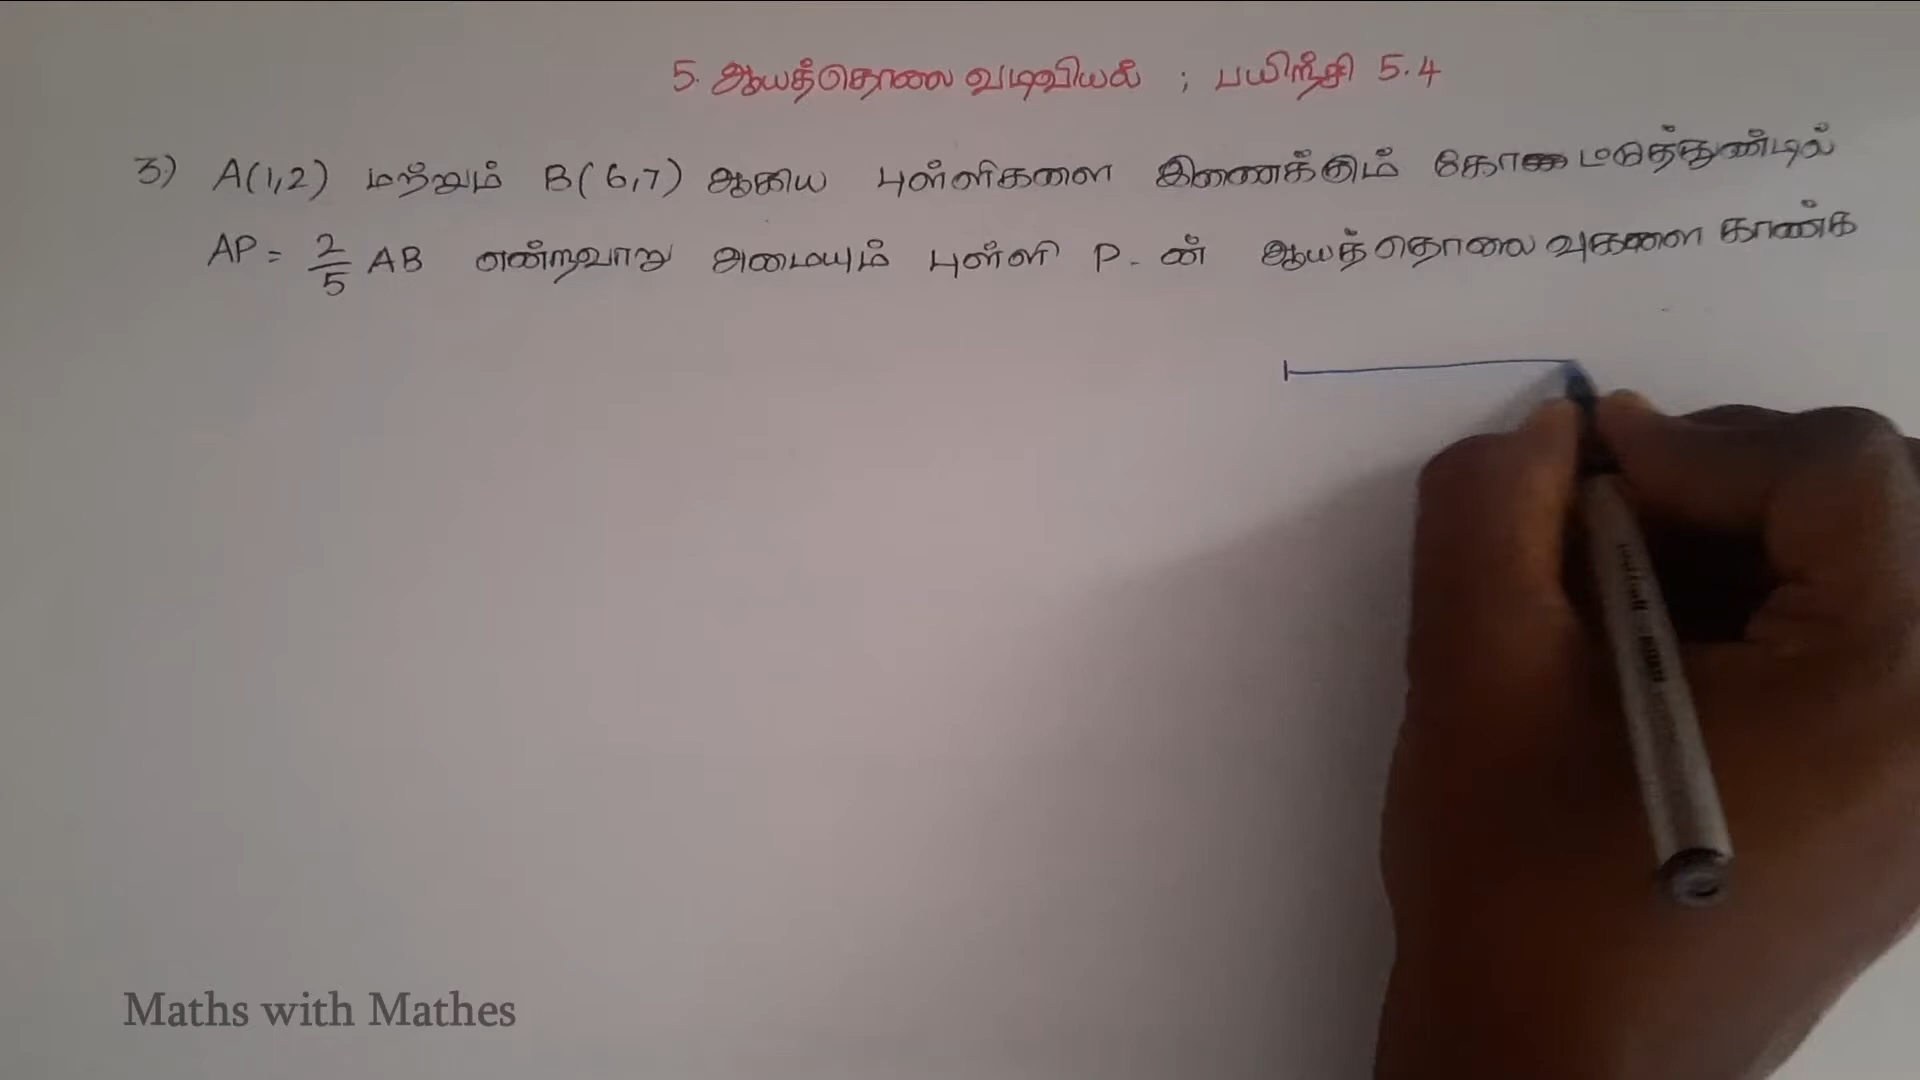 5. ஆயத்தொலை வடிவியல் ; பயிற்சி 5.4
3) A(1,2) மற்றும் B(6,7) ஆகிய புள்ளிகளை இணைக்கும் கோட்டுத்துண்டில்
AP = 2/5 AB என்றவாறு அமையும் புள்ளி P-ன் ஆயத்தொலைவுகளை காண்க
Maths with Mathes